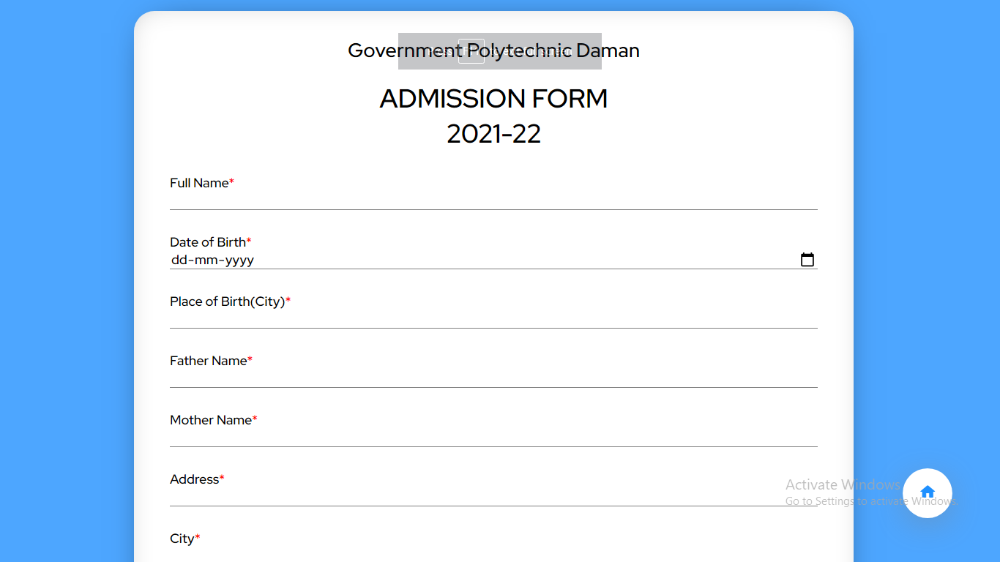 Government Polytechnic Daman
ADMISSION FORM
2021-22
Full Name*
Date of Birth*
dd-mm-yyyy
Place of Birth(City)*
Father Name*
Mother Name*
Address*
Activate Windows
Go to Settings to activate Windows.
City*